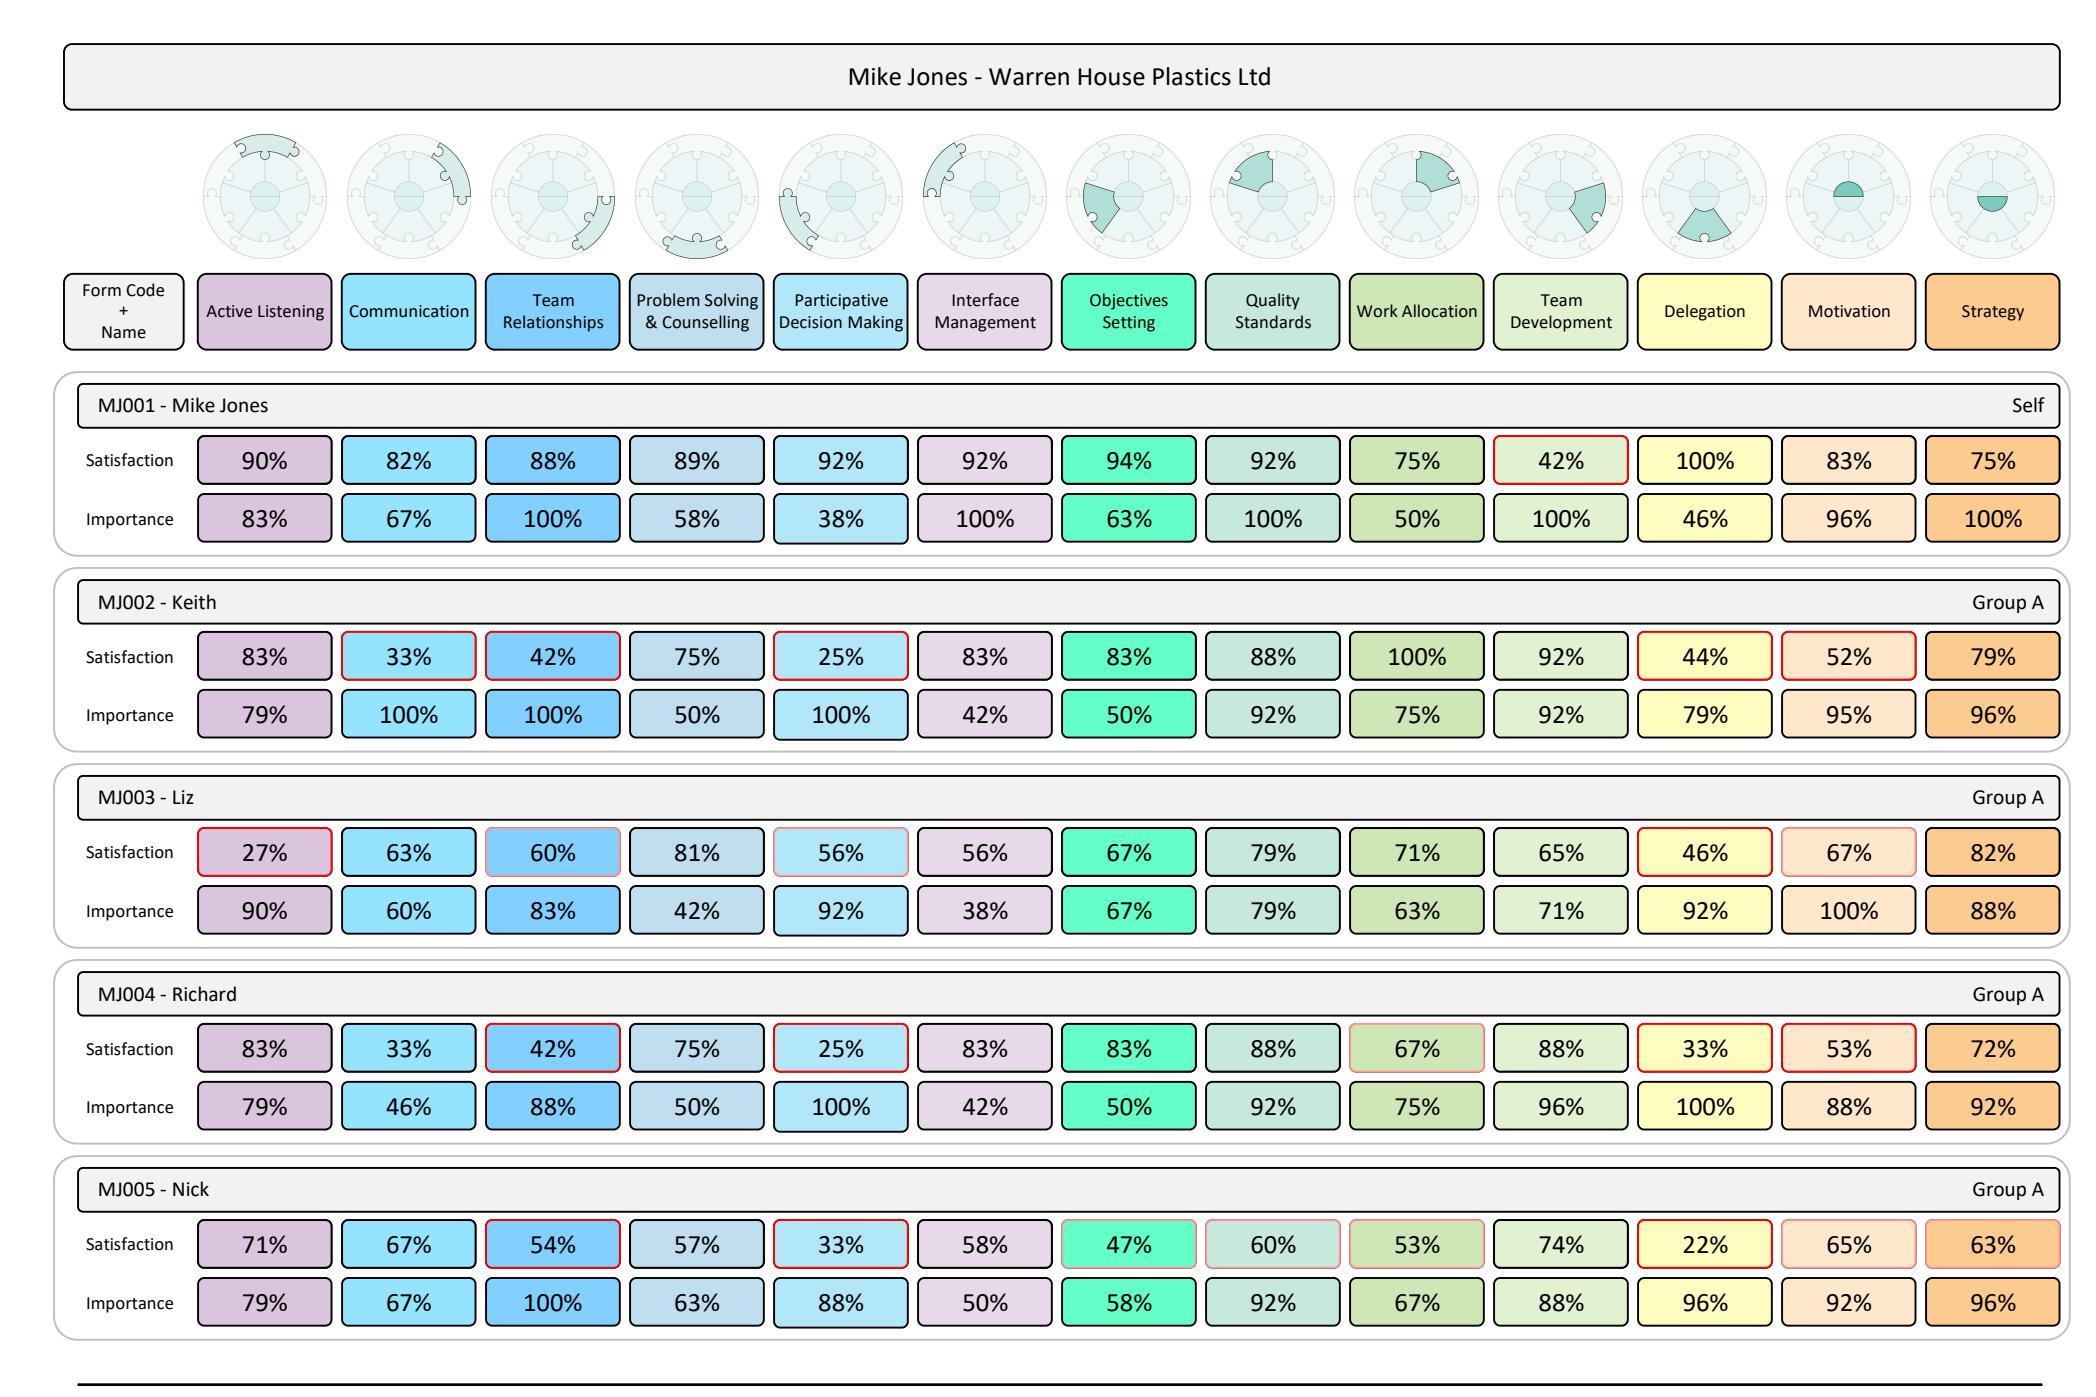 Mike Jones - Warren House Plastics Ltd
Form Code
+
Name
Active Listening
Communication
Team
Relationships
Problem Solving
& Counselling
Participative
Decision Making
Interface
Management
Objectives
Setting
Quality
Standards
Work Allocation
Team
Development
Delegation
Motivation
Strategy
MJ001 - Mike Jones Self
Satisfaction 90% 82% 88% 89% 92% 92% 94% 92% 75% 42% 100% 83% 75%
Importance 83% 67% 100% 58% 38% 100% 63% 100% 50% 100% 46% 96% 100%
MJ002 - Keith Group A
Satisfaction 83% 33% 42% 75% 25% 83% 83% 88% 100% 92% 44% 52% 79%
Importance 79% 100% 100% 50% 100% 42% 50% 92% 75% 92% 79% 95% 96%
MJ003 - Liz Group A
Satisfaction 27% 63% 60% 81% 56% 56% 67% 79% 71% 65% 46% 67% 82%
Importance 90% 60% 83% 42% 92% 38% 67% 79% 63% 71% 92% 100% 88%
MJ004 - Richard Group A
Satisfaction 83% 33% 42% 75% 25% 83% 83% 88% 67% 88% 33% 53% 72%
Importance 79% 46% 88% 50% 100% 42% 50% 92% 75% 96% 100% 88% 92%
MJ005 - Nick Group A
Satisfaction 71% 67% 54% 57% 33% 58% 47% 60% 53% 74% 22% 65% 63%
Importance 79% 67% 100% 63% 88% 50% 58% 92% 67% 88% 96% 92% 96%